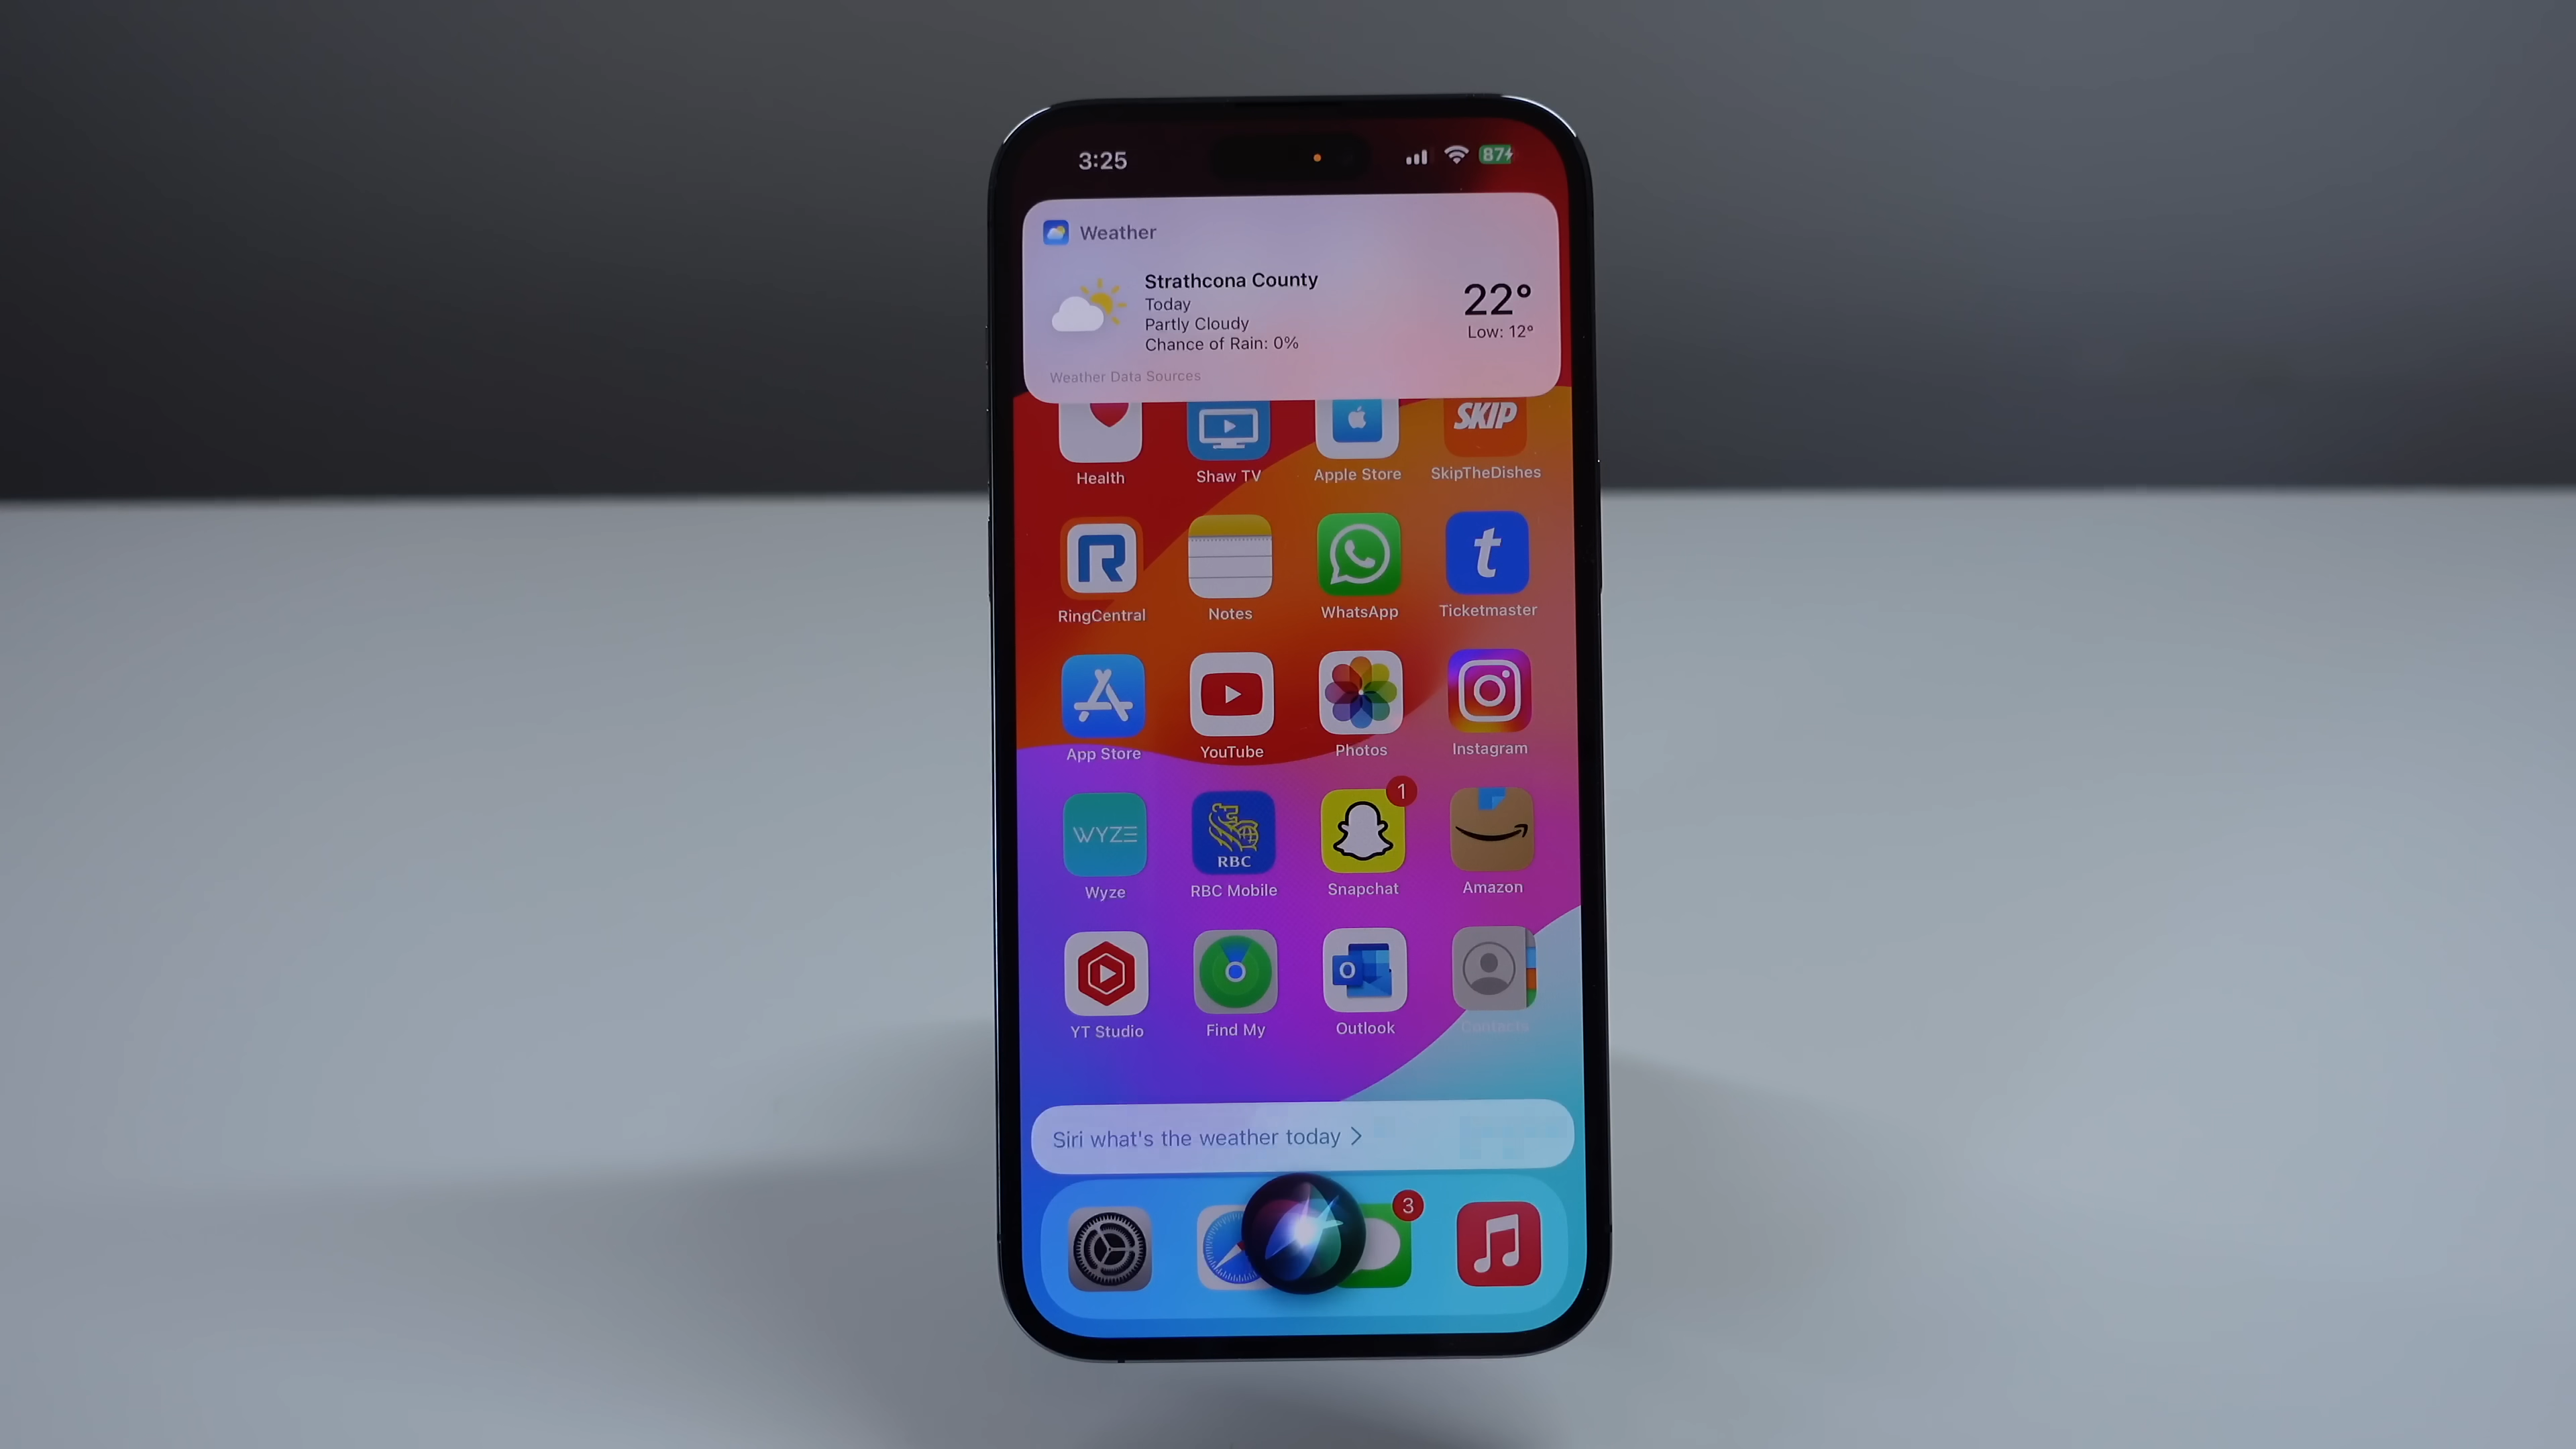 3:25
87
Weather
Strathcona County
Today
Partly Cloudy
Chance of Rain: 0%
22°
Low: 12°
Weather Data Sources
SKIP
Health
Shaw TV
Apple Store
SkipTheDishes
R
t
RingCentral
Notes
WhatsApp
Ticketmaster
App Store
YouTube
Photos
Instagram
1
WYZE
RBC
Wyze
RBC Mobile
Snapchat
Amazon
O
YT Studio
Find My
Outlook
Contacts
Siri what's the weather today >
3